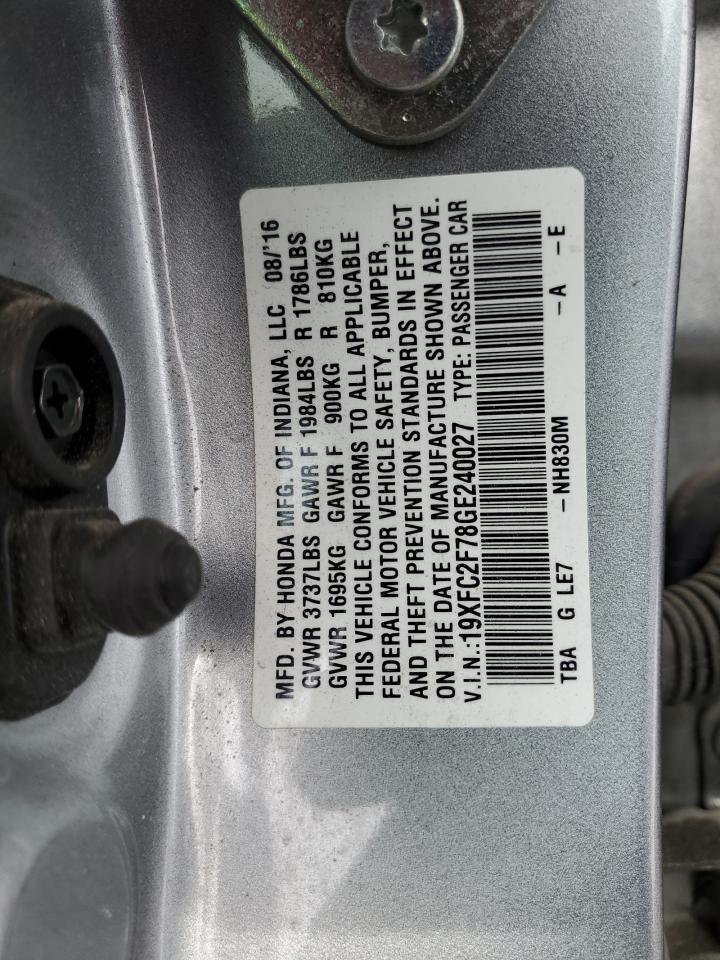 MFD. BY HONDA MFG. OF INDIANA, LLC 08/'16
GVWR 3737LBS GAWR F 1984LBS R 1786LBS
GVWR 1695KG GAWR F 900KG R 810KG
THIS VEHICLE CONFORMS TO ALL APPLICABLE
FEDERAL MOTOR VEHICLE SAFETY, BUMPER,
AND THEFT PREVENTION STANDARDS IN EFFECT
ON THE DATE OF MANUFACTURE SHOWN ABOVE.
V.I.N.:19XFC2F78GE240027 TYPE: PASSENGER CAR
TBA G LE7 - NH830M - A - E